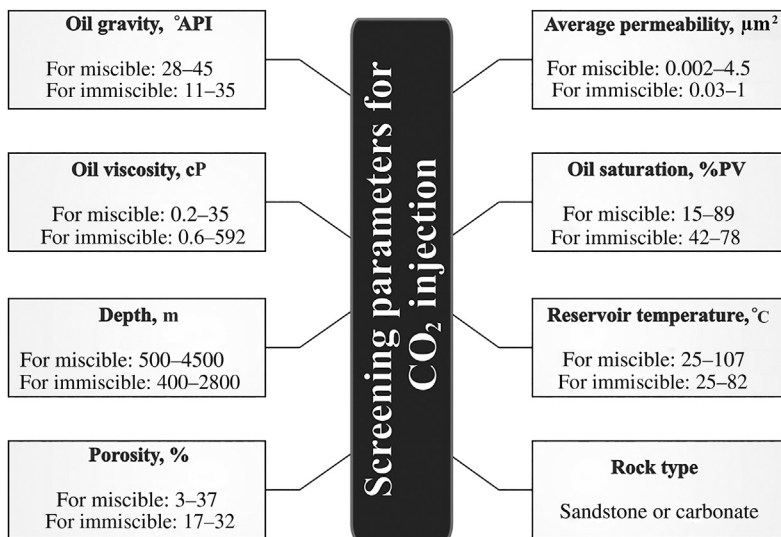 Oil gravity, °API
For miscible: 28–45
For immiscible: 11–35
Oil viscosity, cP
For miscible: 0.2–35
For immiscible: 0.6–592
Depth, m
For miscible: 500–4500
For immiscible: 400–2800
Porosity, %
For miscible: 3–37
For immiscible: 17–32
Screening parameters for
CO₂ injection
Average permeability, μm²
For miscible: 0.002–4.5
For immiscible: 0.03–1
Oil saturation, %PV
For miscible: 15–89
For immiscible: 42–78
Reservoir temperature,°C
For miscible: 25–107
For immiscible: 25–82
Rock type
Sandstone or carbonate